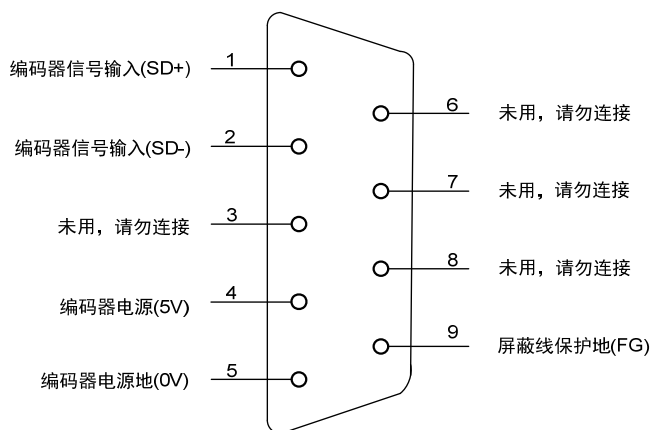 编码器信号输入(SD+) 1
6 未用，请勿连接
编码器信号输入(SD-) 2
7 未用，请勿连接
未用，请勿连接 3
8 未用，请勿连接
编码器电源(5V) 4
9 屏蔽线保护地(FG)
编码器电源地(0V) 5